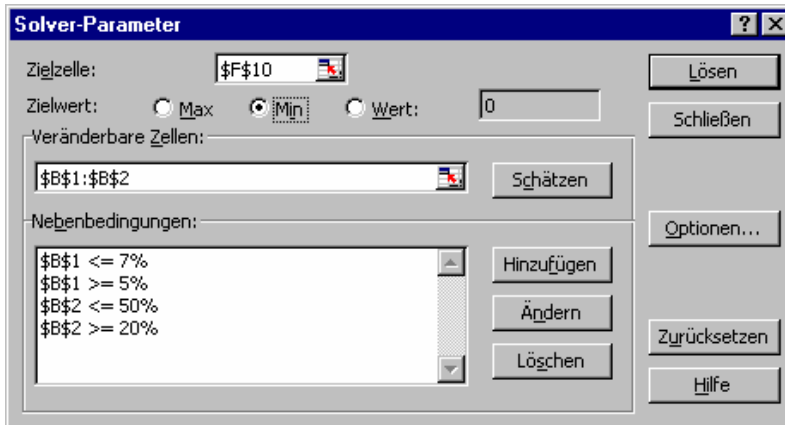 Solver-Parameter
Zielzelle: $F$10
Lösen
Zielwert: Max Min Wert: 0
Schließen
Veränderbare Zellen:
$B$1:$B$2
Schätzen
Nebenbedingungen:
Optionen...
$B$1 <= 7%
$B$1 >= 5%
$B$2 <= 50%
$B$2 >= 20%
Hinzufügen
Ändern
Löschen
Zurücksetzen
Hilfe